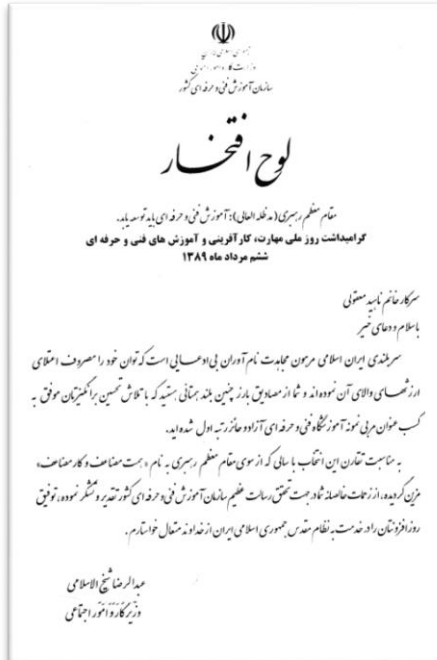 جمهوری اسلامی ایران
وزارت کار و امور اجتماعی
سازمان آموزش فنی و حرفه ای کشور
لوح افتخار
مقام معظم رهبری (مد ظله العالی): آموزش فنی و حرفه ای باید توسعه یابد.
گرامیداشت روز ملی مهارت، کارآفرینی و آموزش های فنی و حرفه ای
ششم مرداد ماه ۱۳۸۹
سرکار خانم ناهید معقولی
باسلام و دعای خیر
سربلندی ایران اسلامی مرهون مجاهدت نام آوران بی ادعایی است که توان خود را مصروف اعتلای
ارزشهای والای آن نموده اند و شما از مصادیق بارز چنین بلند همتانی هستید که با تلاش تحسین برانگیزتان موفق به
کسب عنوان مربی نمونه آموزشگاه فنی و حرفه ای آزاد و حائز رتبه اول شده اید.
به مناسبت تقارن این انتخاب با سالی که از سوی مقام معظم رهبری به نام «همت مضاعف و کار مضاعف»
مزین گردیده، از زحمات خالصانه شما در جهت تحقق رسالت عظیم سازمان آموزش فنی و حرفه ای کشور تقدیر و تشکر نموده، توفیق
روز افزونتان را در خدمت به نظام مقدس جمهوری اسلامی ایران از خداوند متعال خواستارم.
عبدالرضا شیخ الاسلامی
وزیر کار و امور اجتماعی